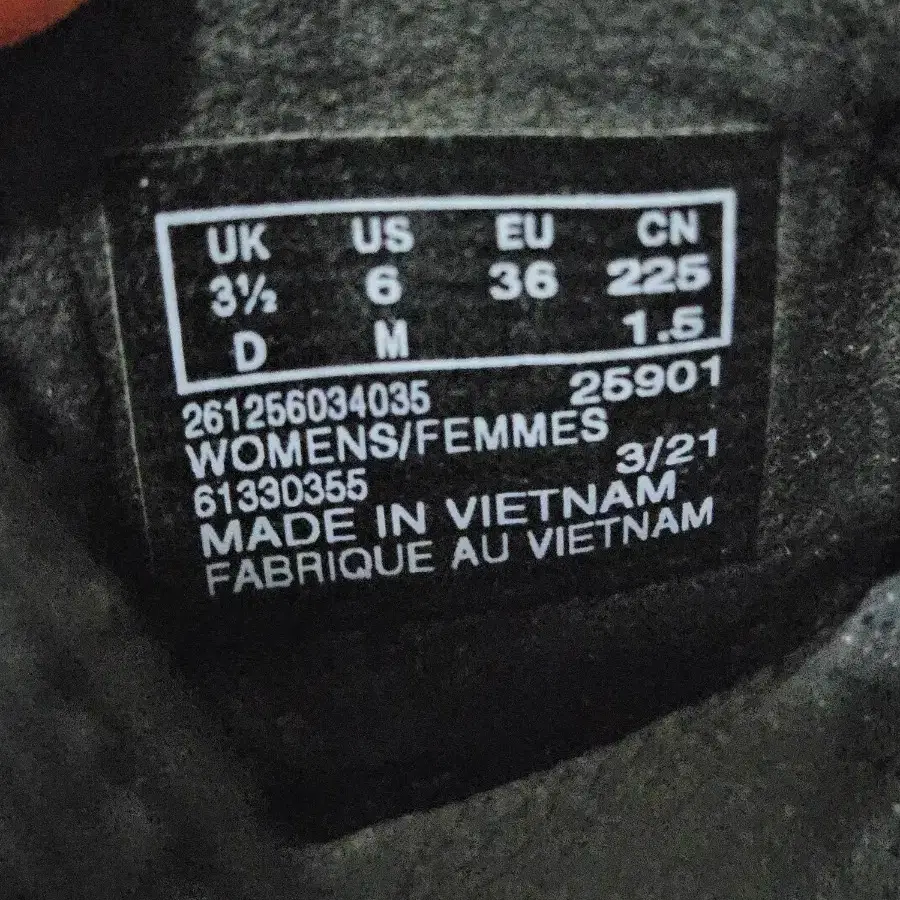 UK US EU CN
3½ 6 36 225
D M 1.5
261256034035 25901
WOMENS/FEMMES
61330355 3/21
MADE IN VIETNAM
FABRIQUE AU VIETNAM